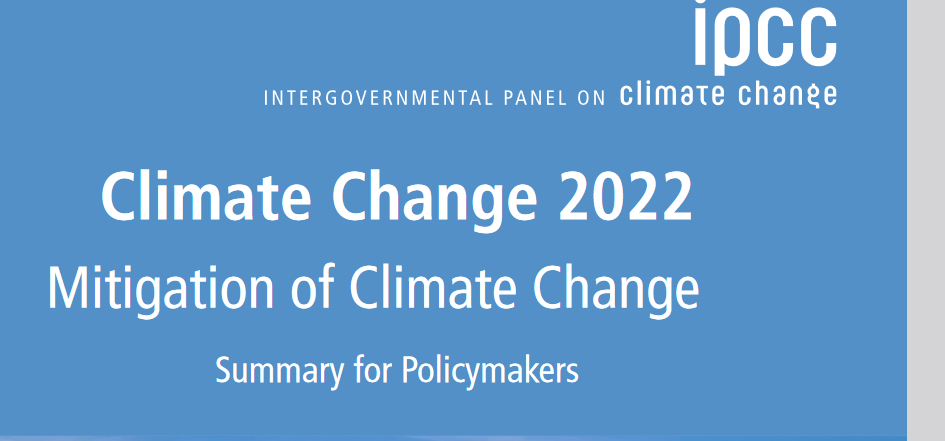 ipcc
INTERGOVERNMENTAL PANEL ON climate change
Climate Change 2022
Mitigation of Climate Change
Summary for Policymakers